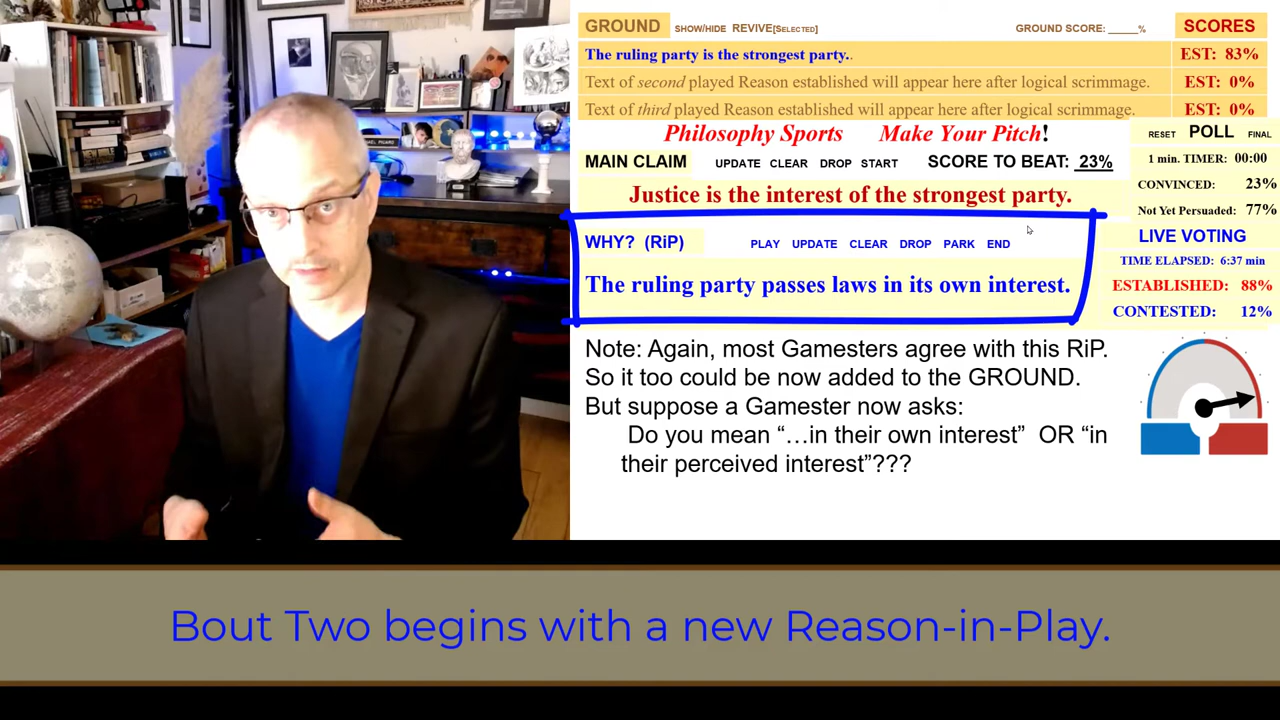 GROUND SHOW/HIDE REVIVE[SELECTED] GROUND SCORE: _____% SCORES
The ruling party is the strongest party.. EST: 83%
Text of second played Reason established will appear here after logical scrimmage. EST: 0%
Text of third played Reason established will appear here after logical scrimmage. EST: 0%
Philosophy Sports Make Your Pitch! RESET POLL FINAL
MAIN CLAIM UPDATE CLEAR DROP START SCORE TO BEAT: 23% 1 min. TIMER: 00:00
CONVINCED: 23%
Justice is the interest of the strongest party. Not Yet Persuaded: 77%
WHY? (RiP) PLAY UPDATE CLEAR DROP PARK END LIVE VOTING
TIME ELAPSED: 6:37 min
The ruling party passes laws in its own interest. ESTABLISHED: 88%
CONTESTED: 12%
Note: Again, most Gamesters agree with this RiP.
So it too could be now added to the GROUND.
But suppose a Gamester now asks:
Do you mean “…in their own interest” OR “in
their perceived interest”???
Bout Two begins with a new Reason-in-Play.